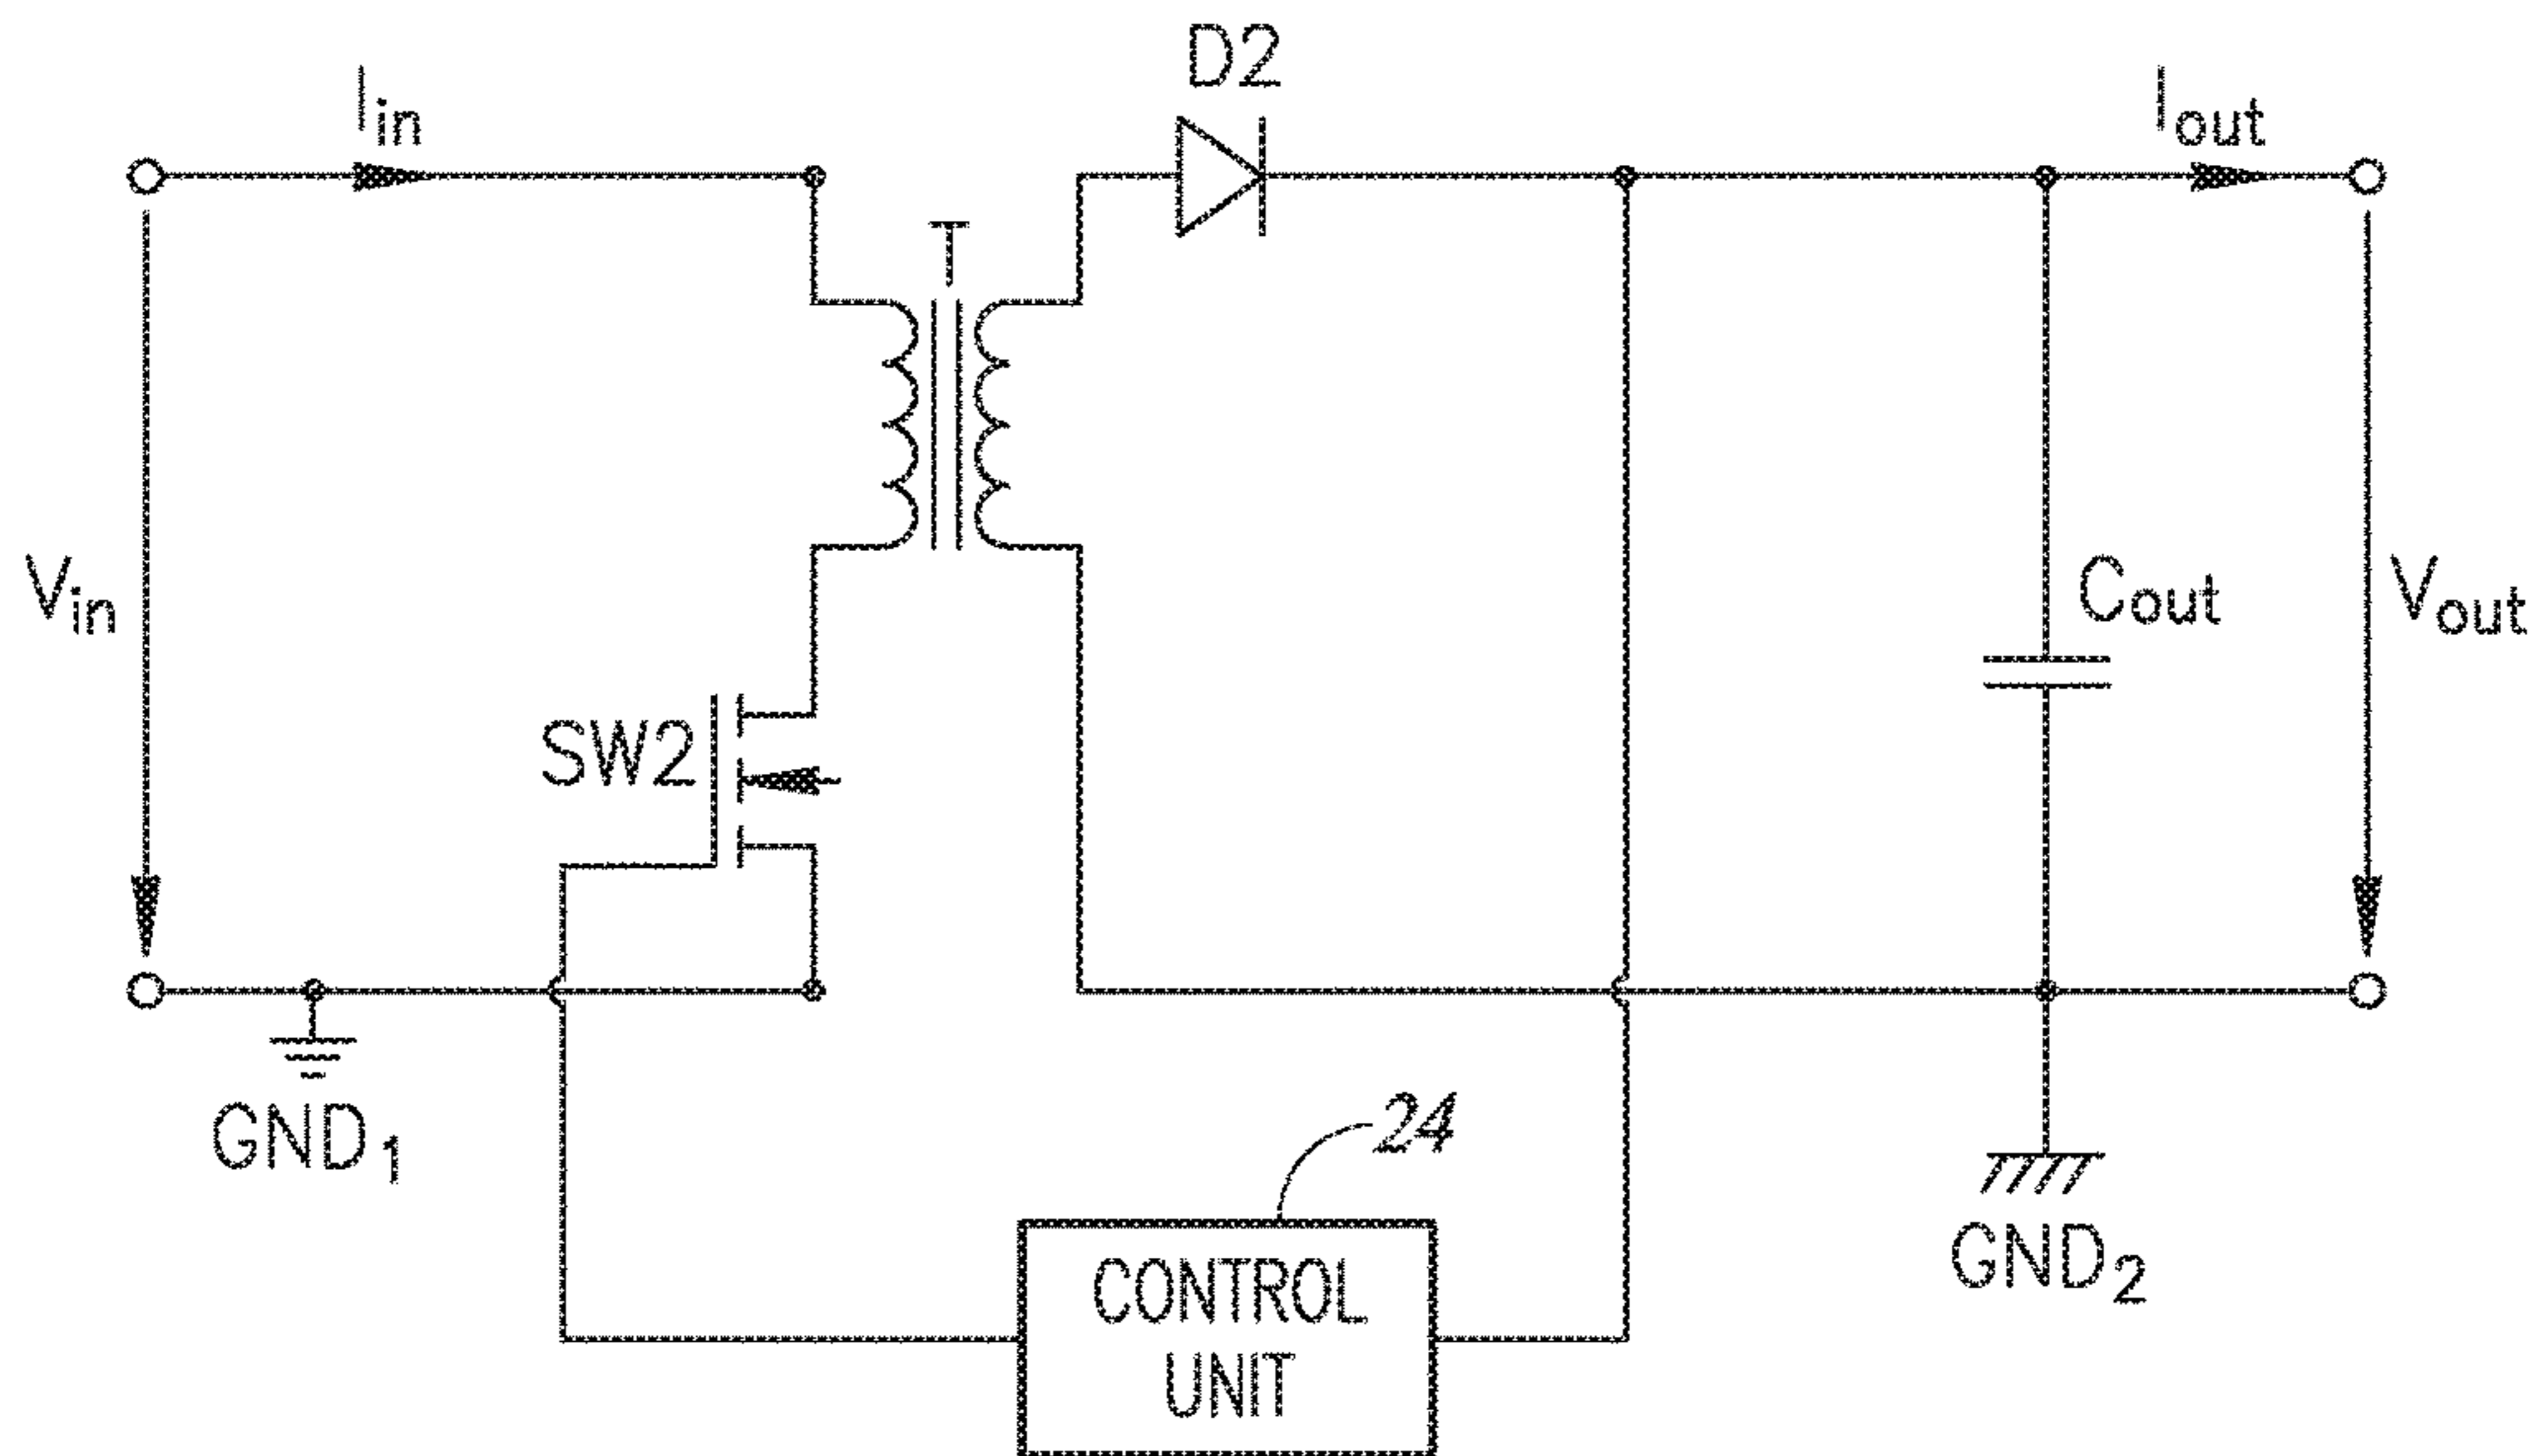 D2
Iin
Iout
T
Vin
Cout
Vout
SW2
GND1
24
CONTROL
UNIT
GND2